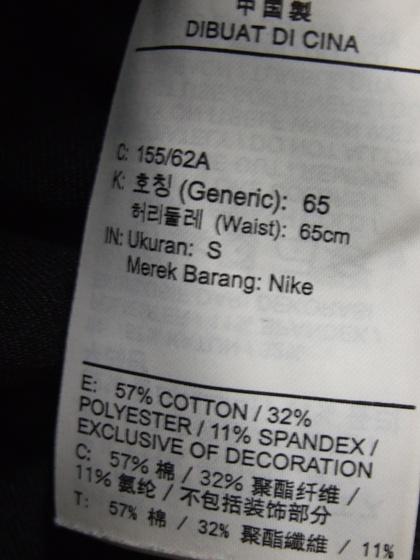 中国製
DIBUAT DI CINA
C: 155/62A
K: 호칭 (Generic): 65
허리둘레 (Waist): 65cm
IN: Ukuran: S
Merek Barang: Nike
E: 57% COTTON / 32%
POLYESTER / 11% SPANDEX /
EXCLUSIVE OF DECORATION
C: 57% 棉 / 32% 聚酯纤维 /
11% 氨纶 / 不包括装饰部分
T: 57% 棉 / 32% 聚酯纖維 / 11%